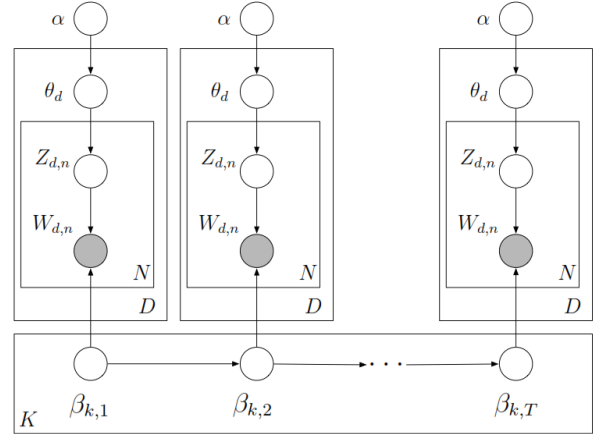 α α α
θ_d θ_d θ_d
Z_{d,n} Z_{d,n} Z_{d,n}
W_{d,n} W_{d,n} W_{d,n}
N N N
D D D
· · ·
K β_{k,1} β_{k,2} β_{k,T}